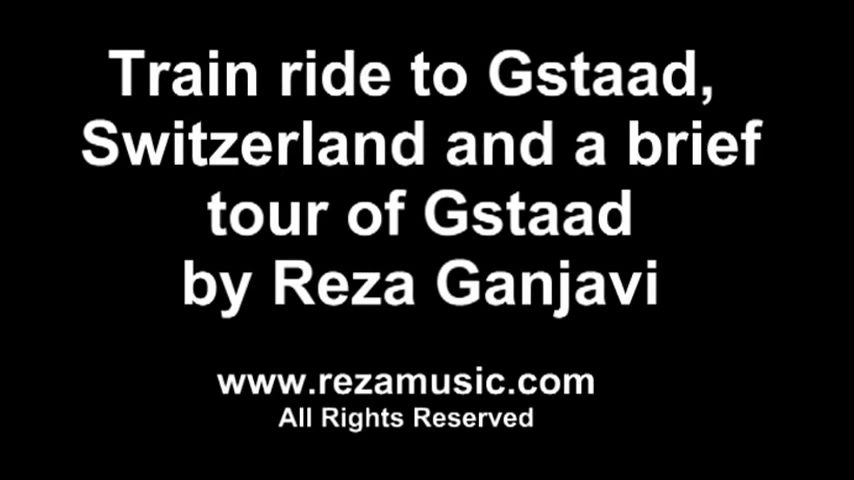 Train ride to Gstaad,
Switzerland and a brief
tour of Gstaad
by Reza Ganjavi
www.rezamusic.com
All Rights Reserved